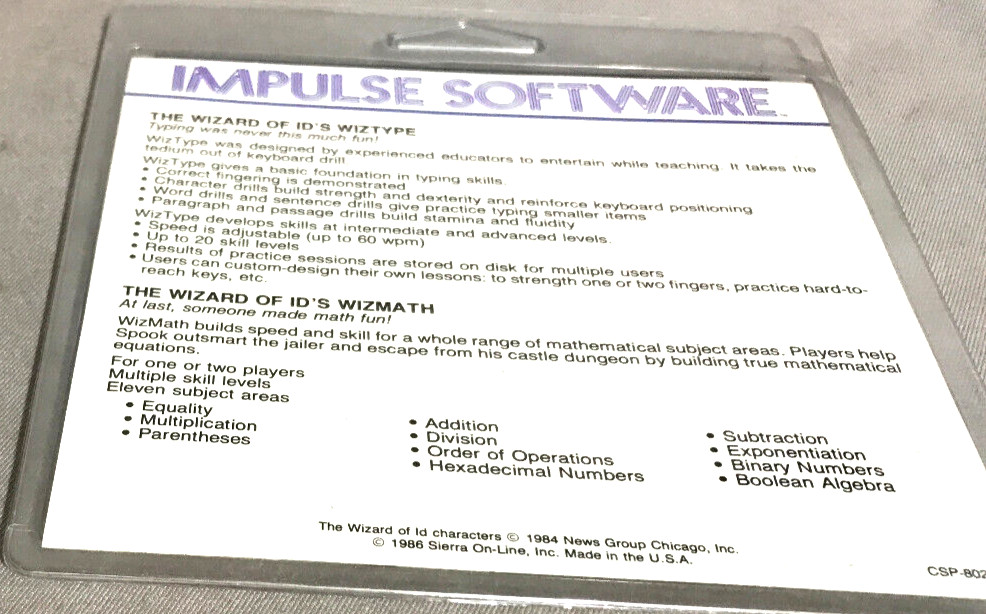 IMPULSE SOFTWARE™
THE WIZARD OF ID'S WIZTYPE
Typing was never this much fun!
WizType was designed by experienced educators to entertain while teaching. It takes the
tedium out of keyboard drill
WizType gives a basic foundation in typing skills.
• Correct fingering is demonstrated
• Character drills build strength and dexterity and reinforce keyboard positioning
• Word drills and sentence drills give practice typing smaller items
• Paragraph and passage drills build stamina and fluidity
WizType develops skills at intermediate and advanced levels.
• Speed is adjustable (up to 60 wpm)
• Up to 20 skill levels
• Results of practice sessions are stored on disk for multiple users
• Users can custom-design their own lessons: to strength one or two fingers, practice hard-to-
reach keys, etc.
THE WIZARD OF ID'S WIZMATH
At last, someone made math fun!
WizMath builds speed and skill for a whole range of mathematical subject areas. Players help
Spook outsmart the jailer and escape from his castle dungeon by building true mathematical
equations.
For one or two players
Multiple skill levels
Eleven subject areas
• Equality
• Multiplication
• Parentheses
• Addition
• Division
• Order of Operations
• Hexadecimal Numbers
• Subtraction
• Exponentiation
• Binary Numbers
• Boolean Algebra
The Wizard of Id characters © 1984 News Group Chicago, Inc.
© 1986 Sierra On-Line, Inc. Made in the U.S.A.
CSP-802